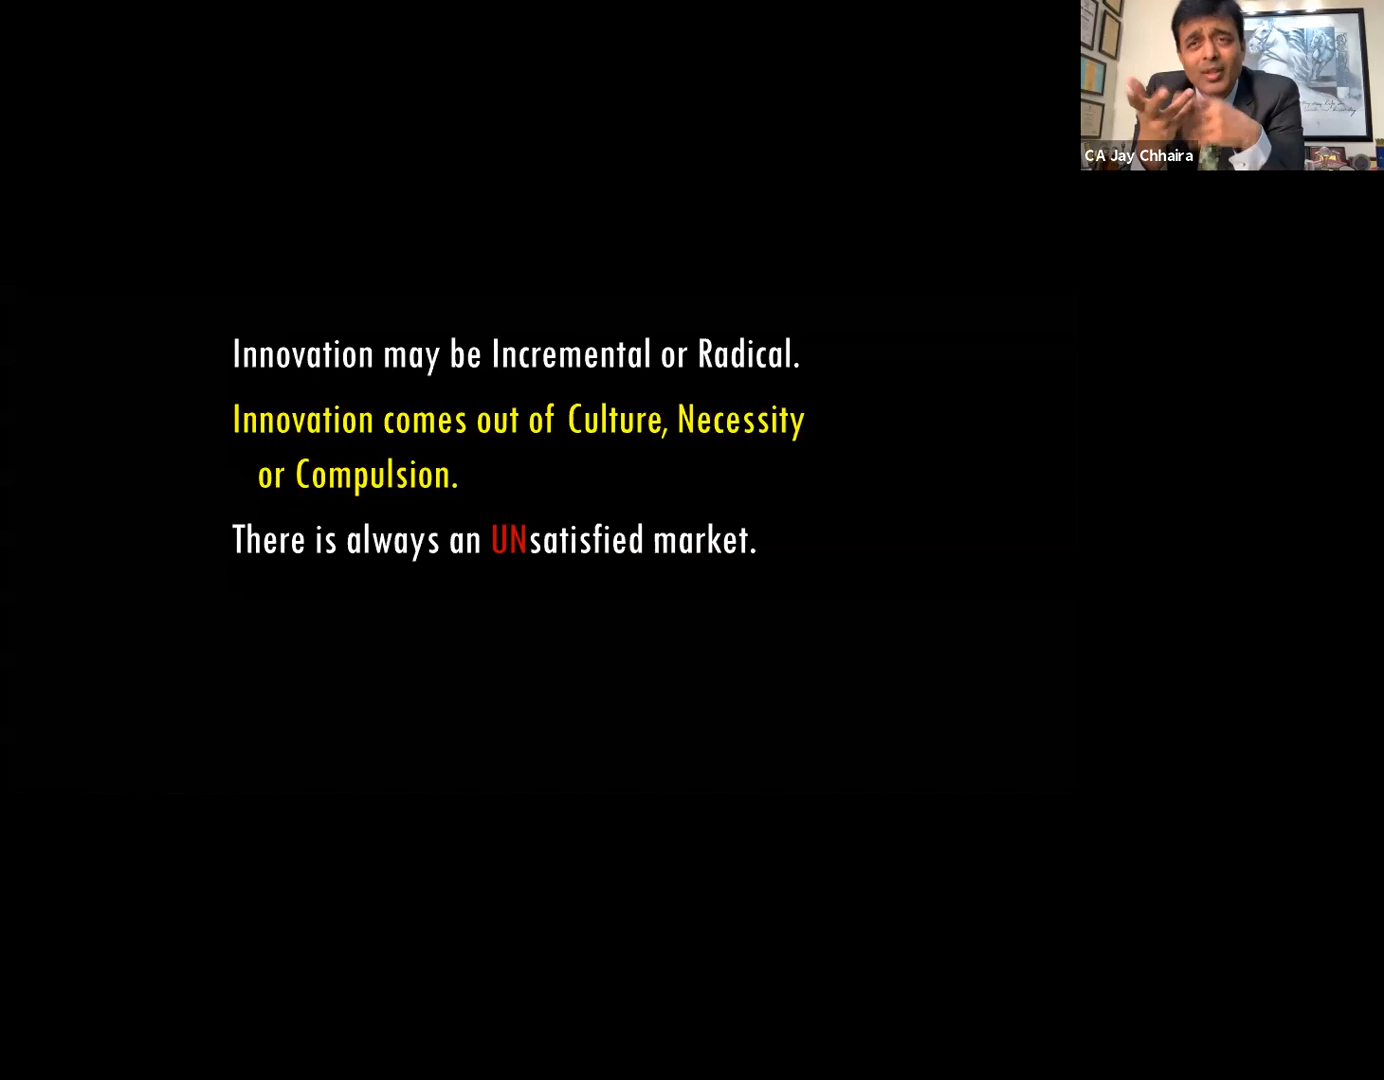 CA Jay Chhaira
Innovation may be Incremental or Radical.
Innovation comes out of Culture, Necessity
or Compulsion.
There is always an UNsatisfied market.